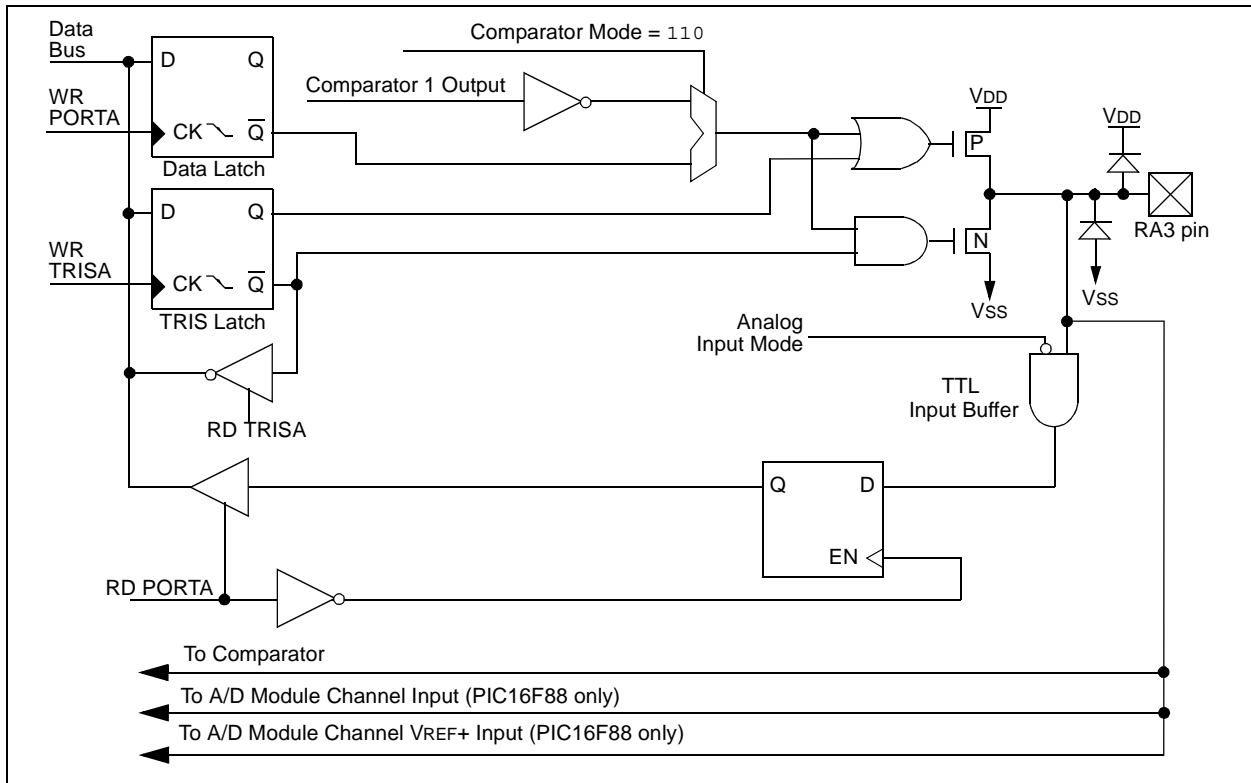 Data
Bus
Comparator Mode = 110
D Q
Comparator 1 Output
WR
PORTA
VDD
VDD
CK Q
P
Data Latch
D Q
RA3 pin
N
WR
TRISA
CK Q
VSS
VSS
TRIS Latch
Analog
Input Mode
TTL
Input Buffer
RD TRISA
Q D
EN
RD PORTA
To Comparator
To A/D Module Channel Input (PIC16F88 only)
To A/D Module Channel VREF+ Input (PIC16F88 only)